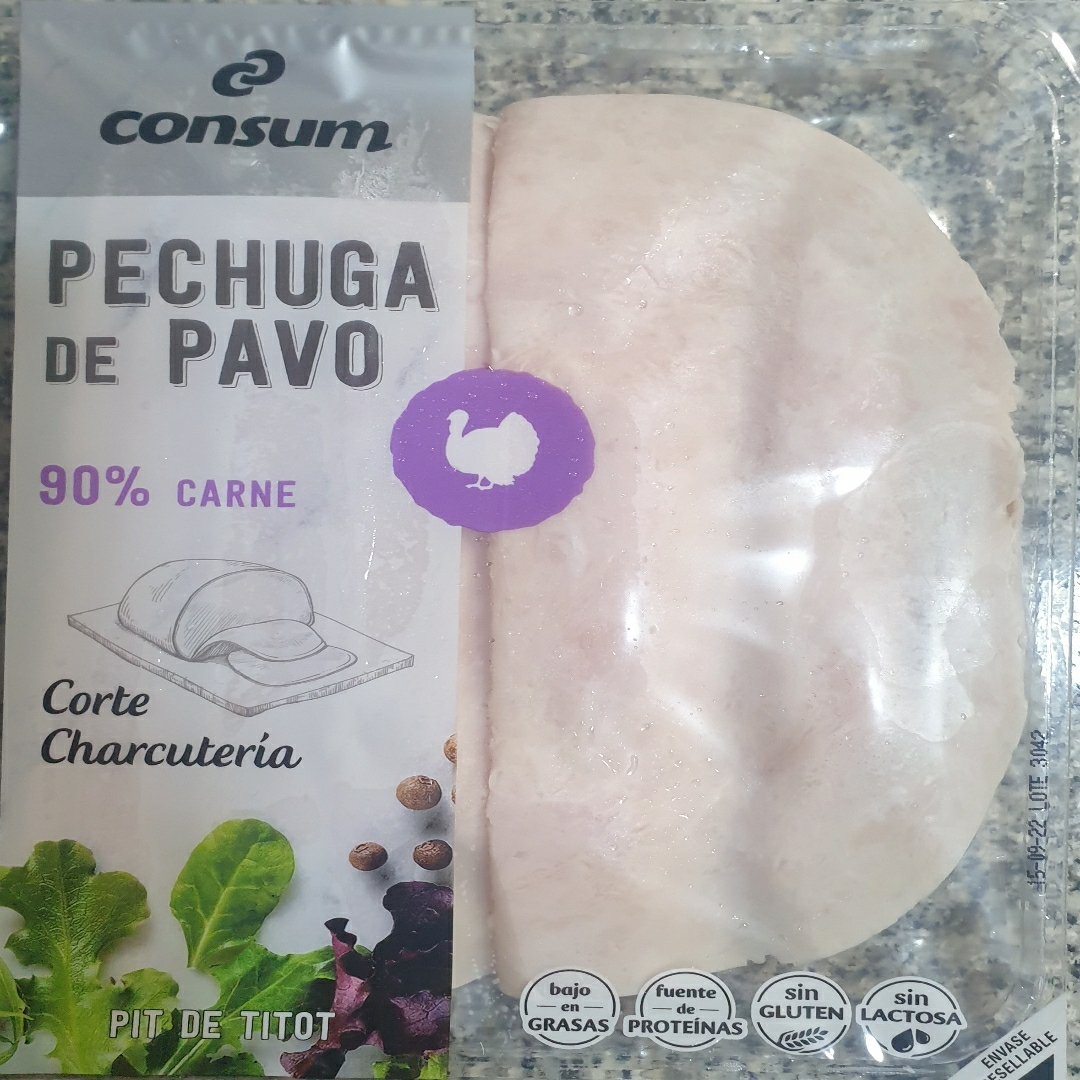 consum
PECHUGA
DE PAVO
90% CARNE
Corte
Charcutería
PIT DE TITOT
bajo
en
GRASAS
fuente
de
PROTEÍNAS
sin
GLUTEN
sin
LACTOSA
ENVASE
15-09-22 LOTE 3042